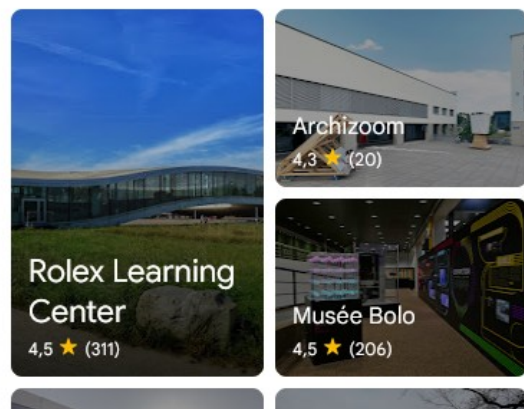 Rolex Learning
Center
4,5 ★ (311)
Archizoom
4,3 ★ (20)
Musée Bolo
4,5 ★ (206)